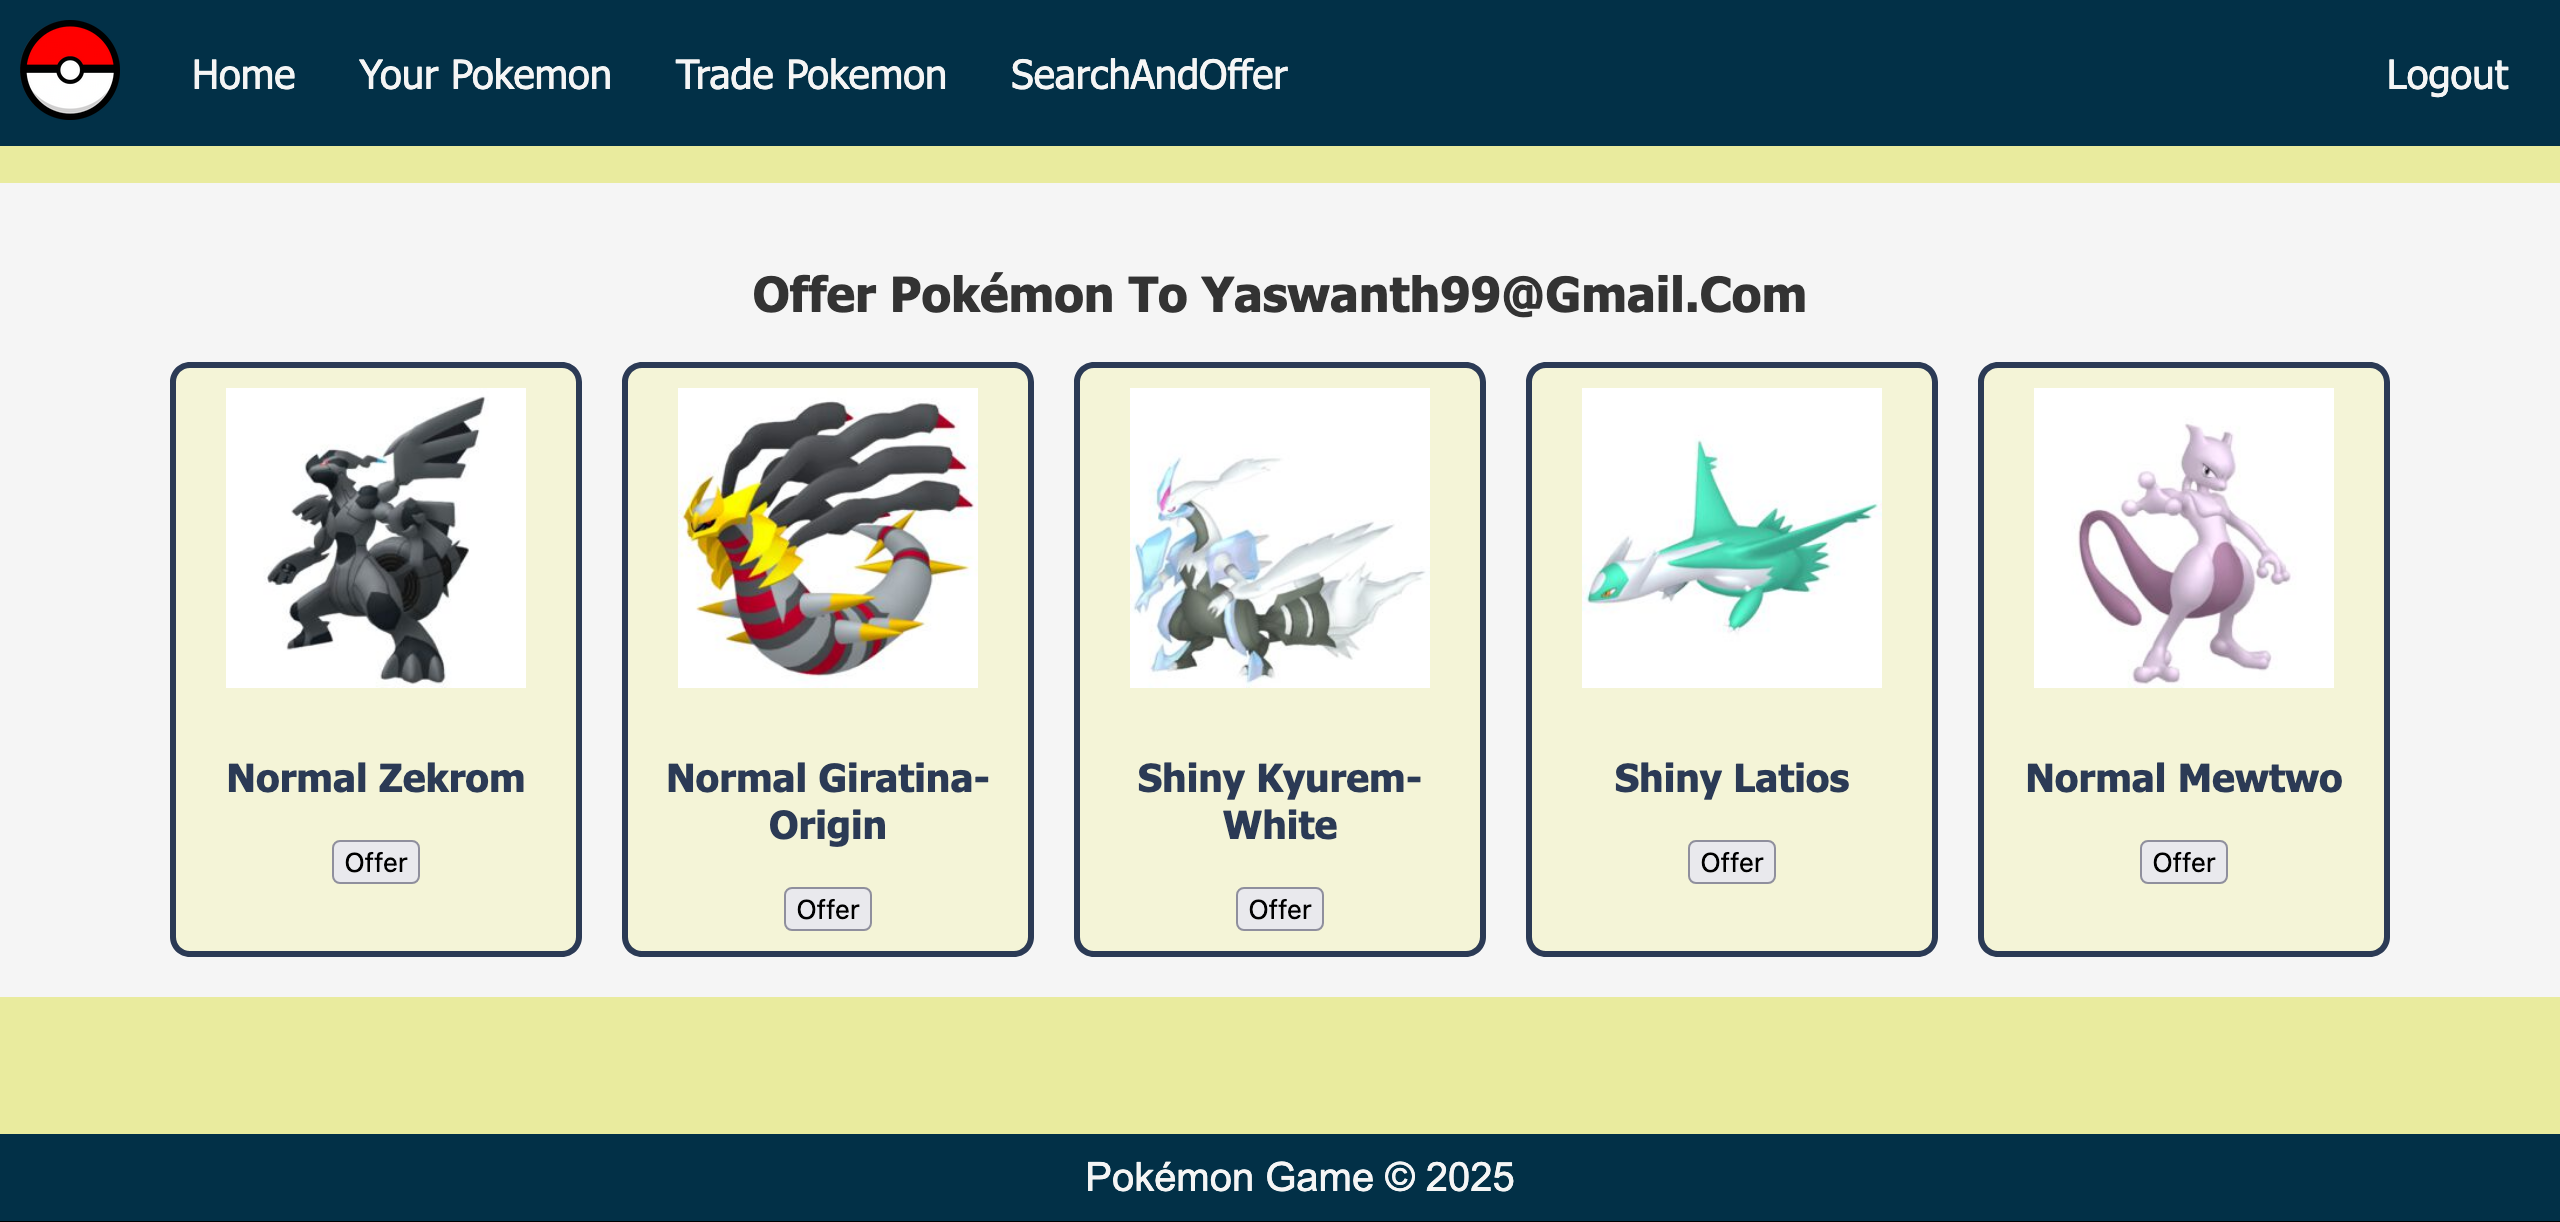 Home
Your Pokemon
Trade Pokemon
SearchAndOffer
Logout
Offer Pokémon To Yaswanth99@Gmail.Com
Normal Zekrom
Offer
Normal Giratina-
Origin
Offer
Shiny Kyurem-
White
Offer
Shiny Latios
Offer
Normal Mewtwo
Offer
Pokémon Game © 2025